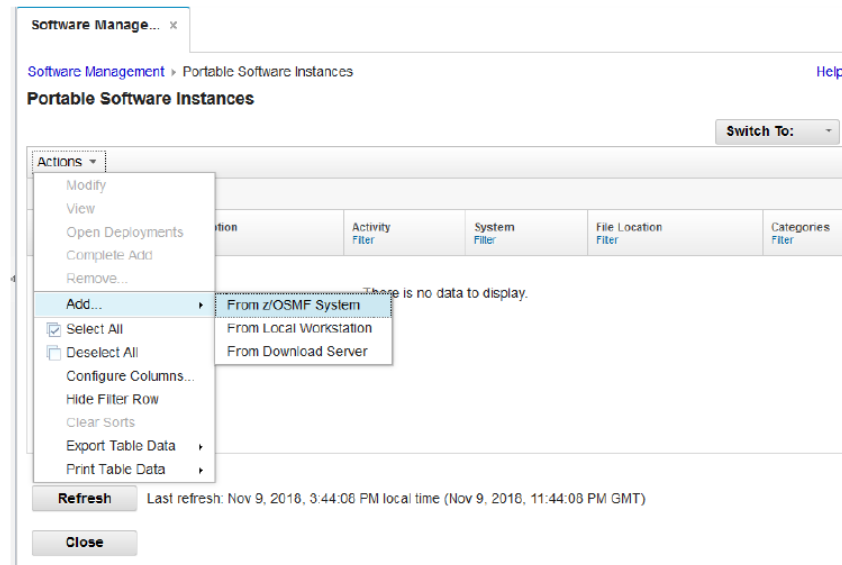 Software Manage... ×
Software Management ▸ Portable Software Instances Help
Portable Software Instances
Switch To:
Actions
Modify
View
Open Deployments
Complete Add
Remove...
Add...
Select All
Deselect All
Configure Columns...
Hide Filter Row
Clear Sorts
Export Table Data
Print Table Data
From z/OSMF System
From Local Workstation
From Download Server
Activity System File Location Categories
Filter Filter Filter Filter
There is no data to display.
Refresh Last refresh: Nov 9, 2018, 3:44:08 PM local time (Nov 9, 2018, 11:44:08 PM GMT)
Close